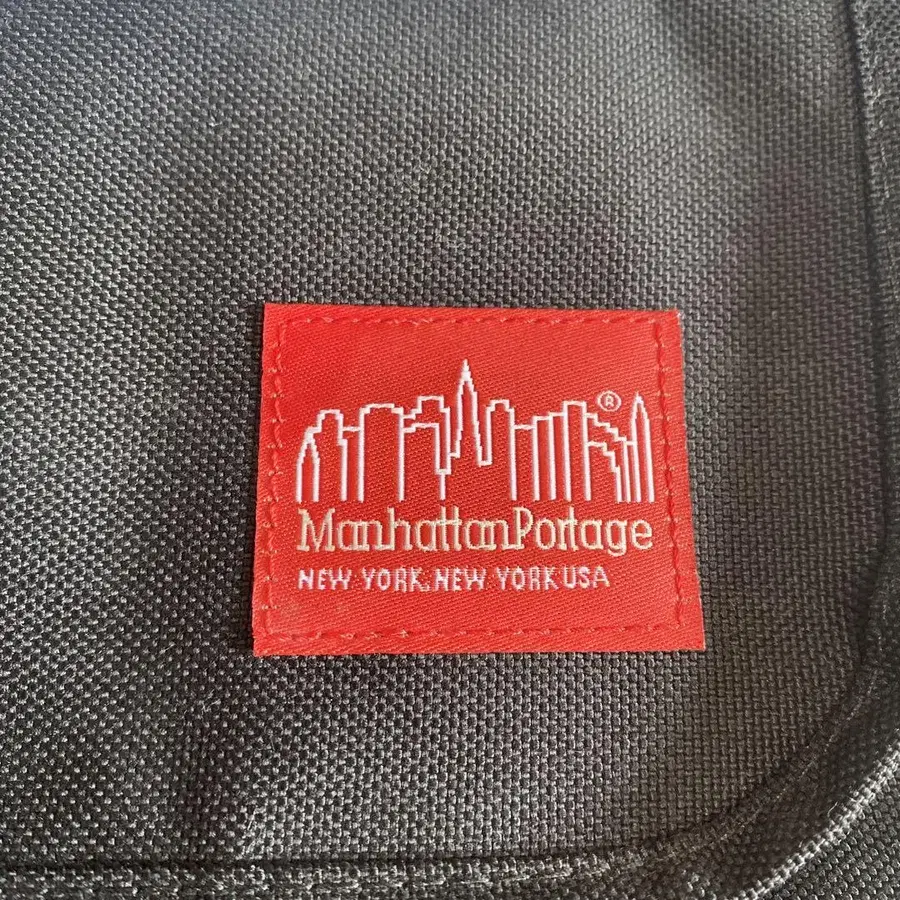 ®
ManhattanPortage
NEW YORK, NEW YORK USA